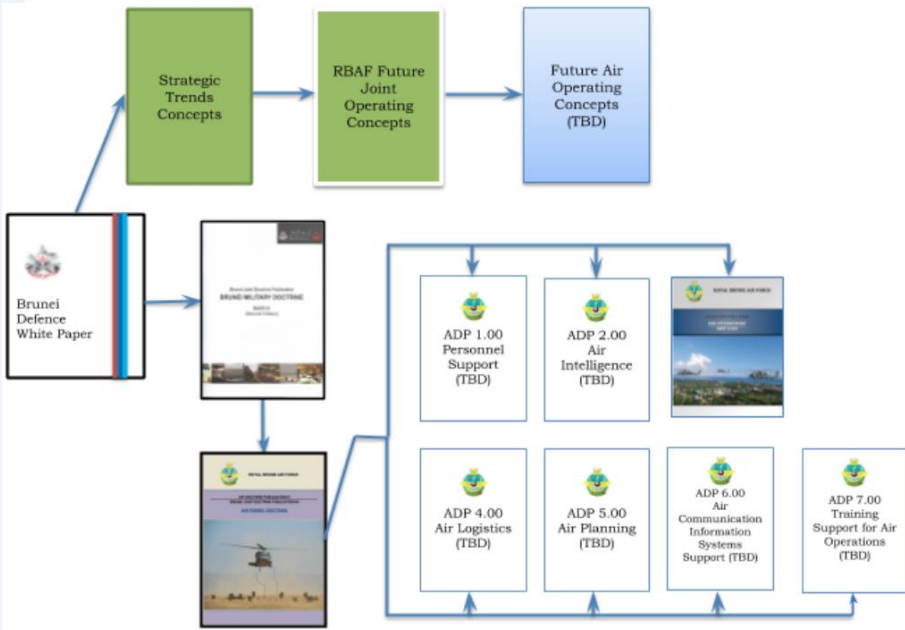 Strategic
Trends
Concepts
RBAF Future
Joint
Operating
Concepts
Future Air
Operating
Concepts
(TBD)
Brunei
Defence
White Paper
BRUNEI MILITARY DOCTRINE
ADP 1.00
Personnel
Support
(TBD)
ADP 2.00
Air
Intelligence
(TBD)
ROYAL BRUNEI AIR FORCE
ROYAL BRUNEI AIR FORCE
AIR POWER DOCTRINE
ADP 4.00
Air Logistics
(TBD)
ADP 5.00
Air Planning
(TBD)
ADP 6.00
Air
Communication
Information
Systems
Support (TBD)
ADP 7.00
Training
Support for Air
Operations
(TBD)